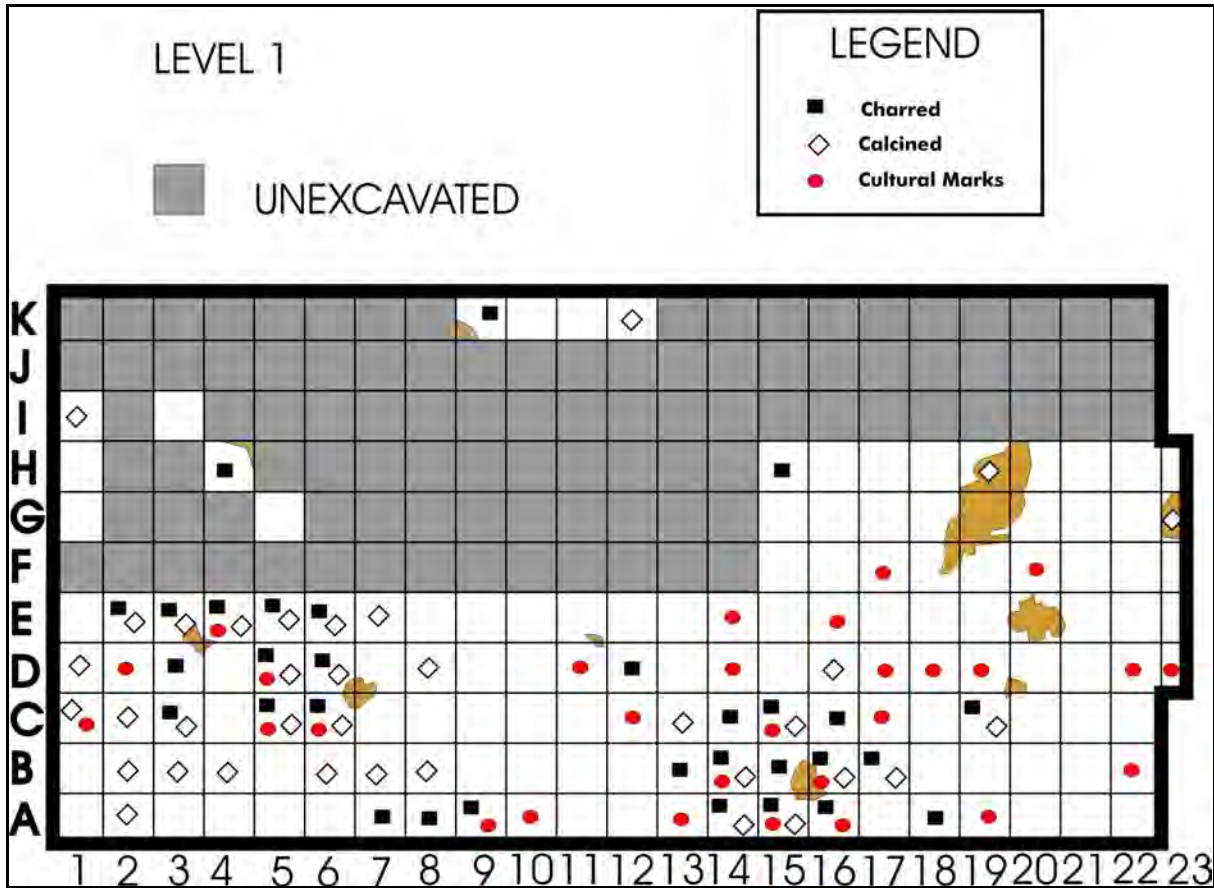 LEVEL 1
UNEXCAVATED
LEGEND
Charred
Calcined
Cultural Marks
K
J
I
H
G
F
E
D
C
B
A
1 2 3 4 5 6 7 8 9 10 11 12 13 14 15 16 17 18 19 20 21 22 23